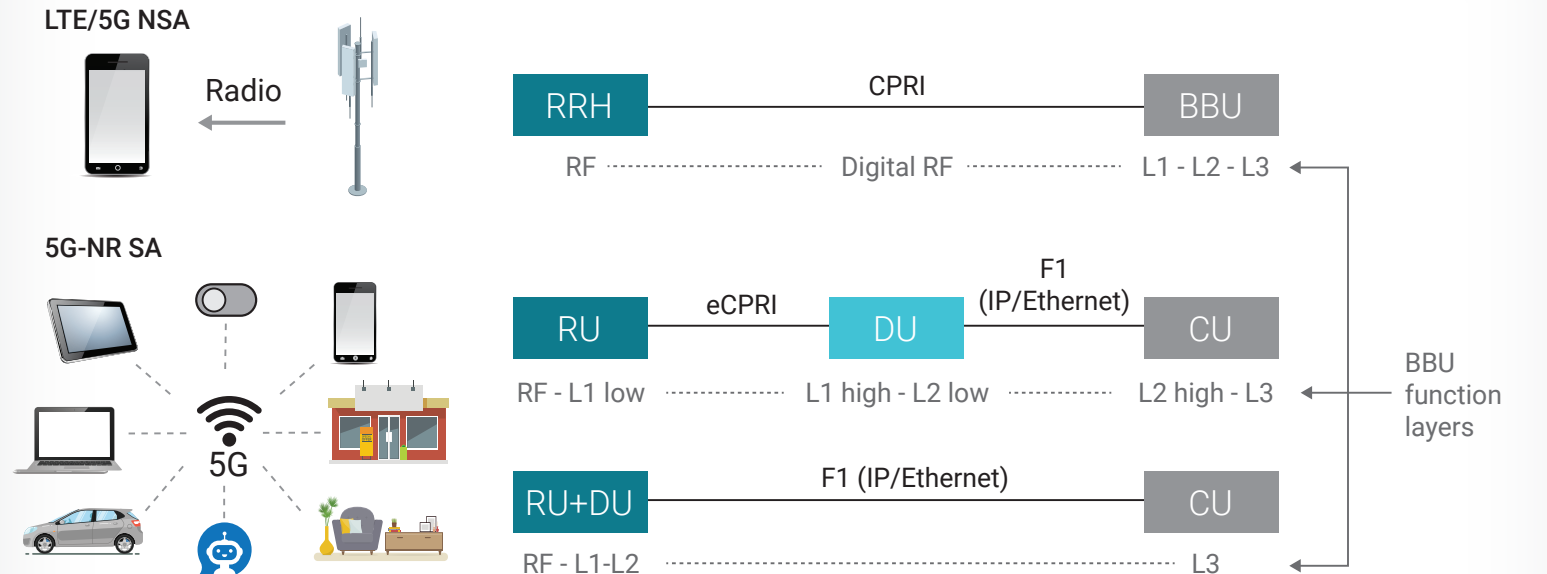 LTE/5G NSA
Radio
RRH
CPRI
BBU
RF
Digital RF
L1 - L2 - L3
5G-NR SA
5G
RU
eCPRI
DU
F1
(IP/Ethernet)
CU
RF - L1 low
L1 high - L2 low
L2 high - L3
BBU
function
layers
RU+DU
F1 (IP/Ethernet)
CU
RF - L1-L2
L3